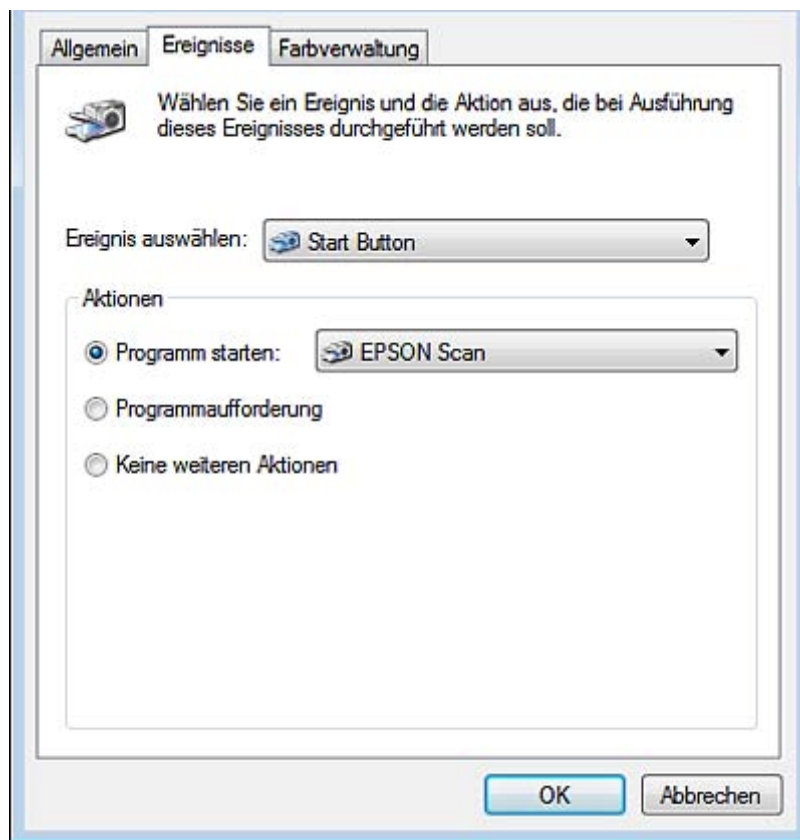 Allgemein Ereignisse Farbverwaltung
Wählen Sie ein Ereignis und die Aktion aus, die bei Ausführung
dieses Ereignisses durchgeführt werden soll.
Ereignis auswählen: Start Button
Aktionen
Programm starten: EPSON Scan
Programmaufforderung
Keine weiteren Aktionen
OK Abbrechen